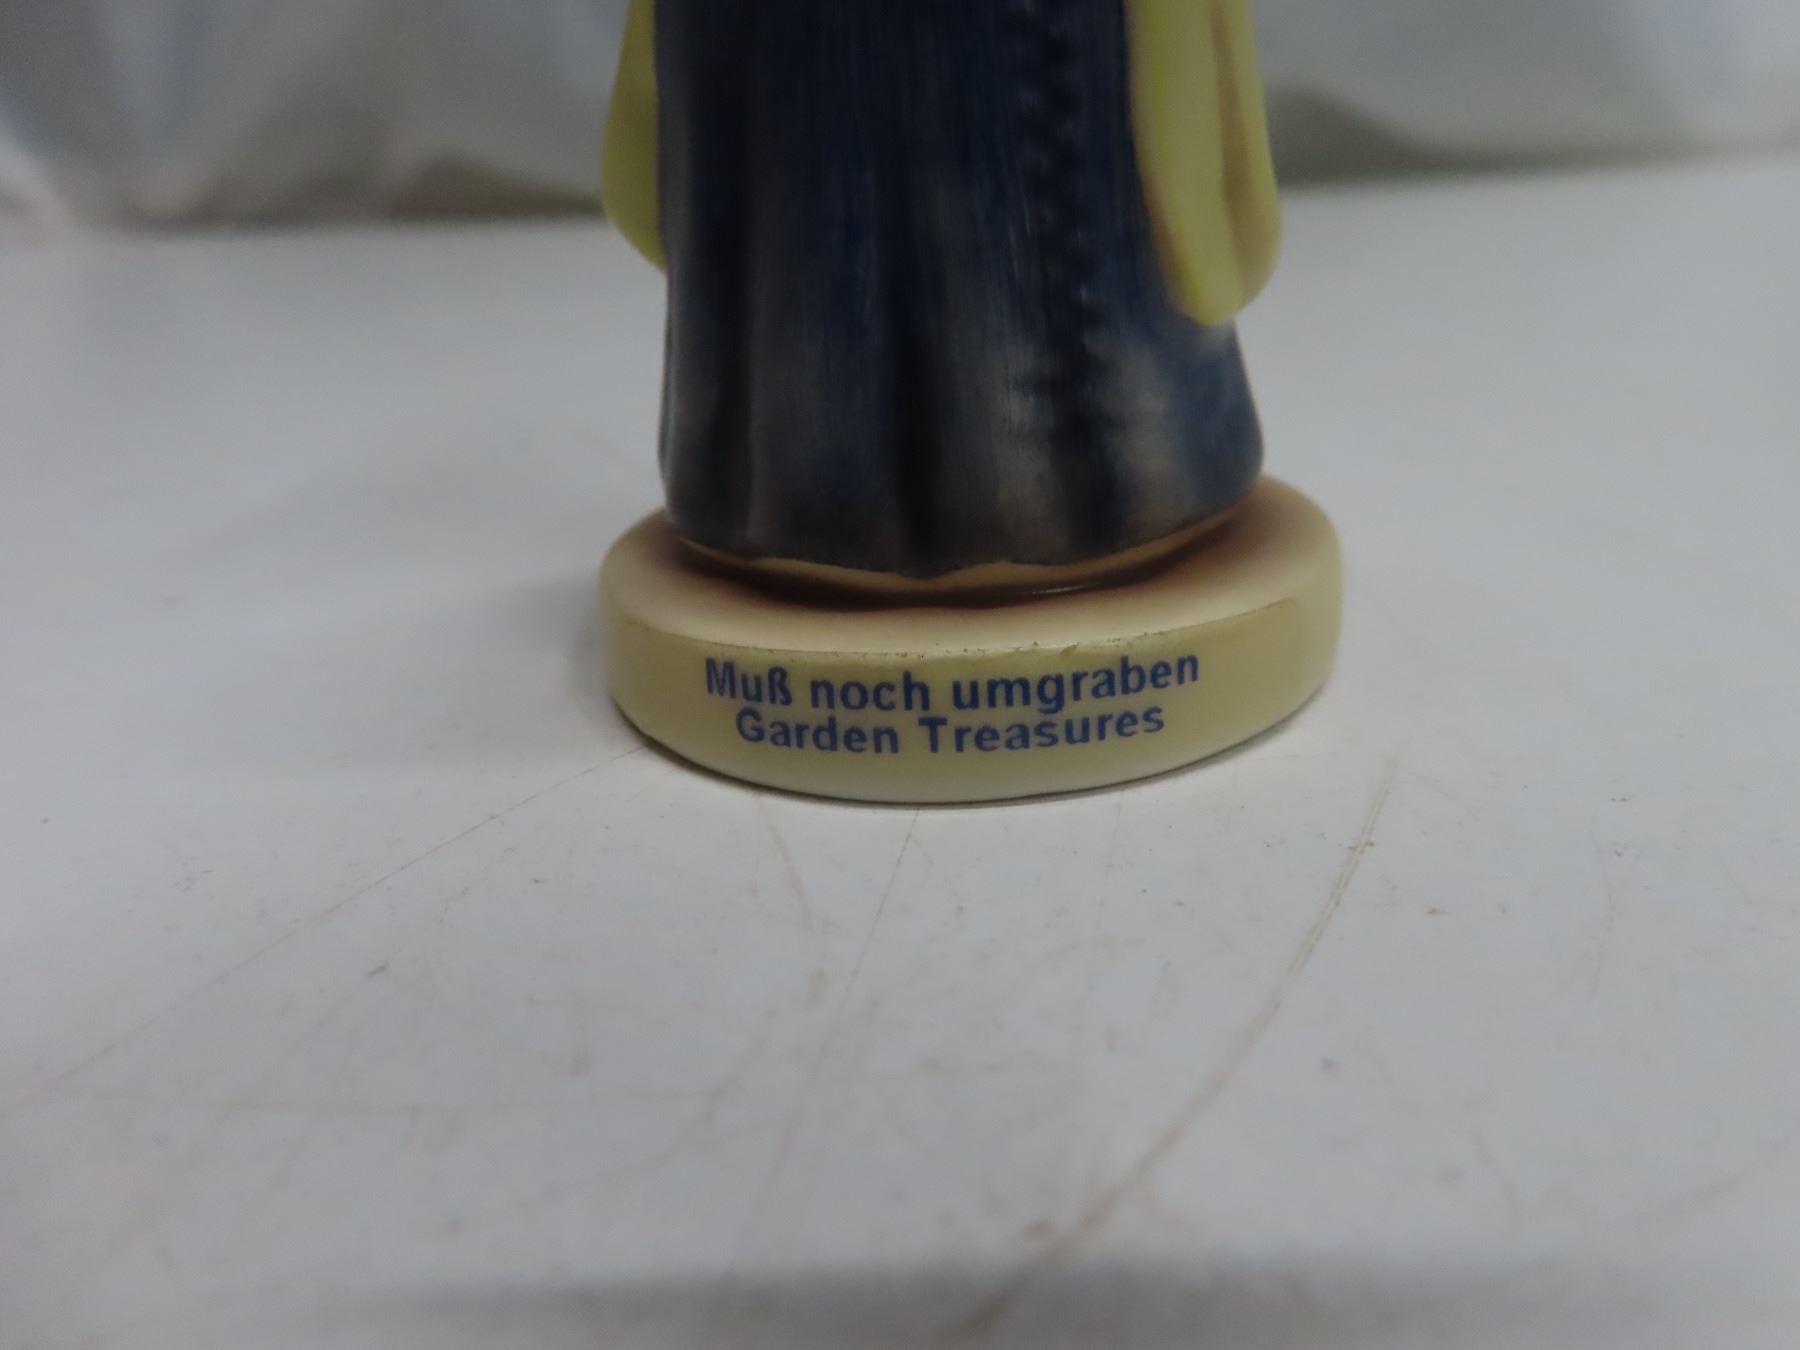 Muß noch umgraben
Garden Treasures